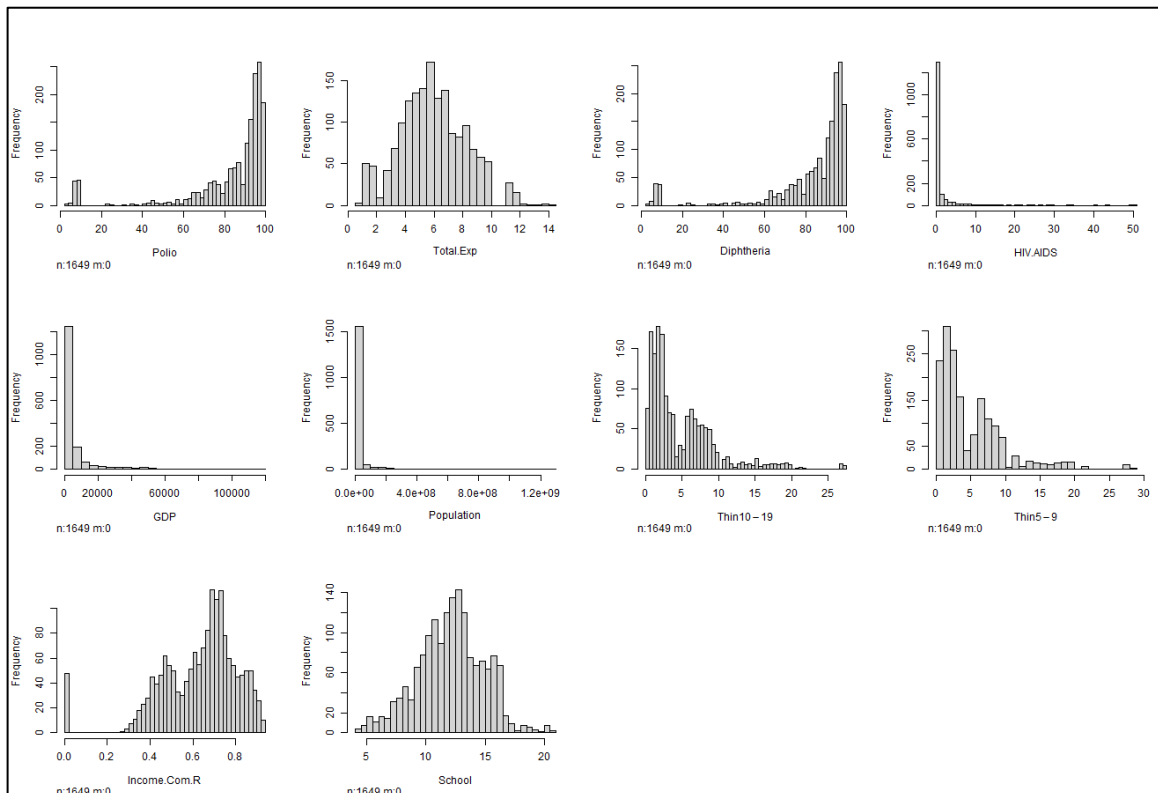 Frequency
0 50 100 200
0 20 40 60 80 100
Polio
n:1649 m:0
Frequency
0 50 100 150
0 2 4 6 8 10 12 14
Total.Exp
n:1649 m:0
Frequency
0 50 100 200
0 20 40 60 80 100
Diphtheria
n:1649 m:0
Frequency
0 200 600 1000
0 10 20 30 40 50
HIV.AIDS
n:1649 m:0
Frequency
0 200 600 1000
0 20000 60000 100000
GDP
n:1649 m:0
Frequency
0 500 1000 1500
0.0e+00 4.0e+08 8.0e+08 1.2e+09
Population
n:1649 m:0
Frequency
0 50 100 150
0 5 10 15 20 25
Thin10-19
n:1649 m:0
Frequency
0 50 150 250
0 5 10 15 20 25 30
Thin5-9
n:1649 m:0
Frequency
0 20 40 60 80
0.0 0.2 0.4 0.6 0.8
Income.Com.R
n:1649 m:0
Frequency
0 20 60 100 140
5 10 15 20
School
n:1649 m:0